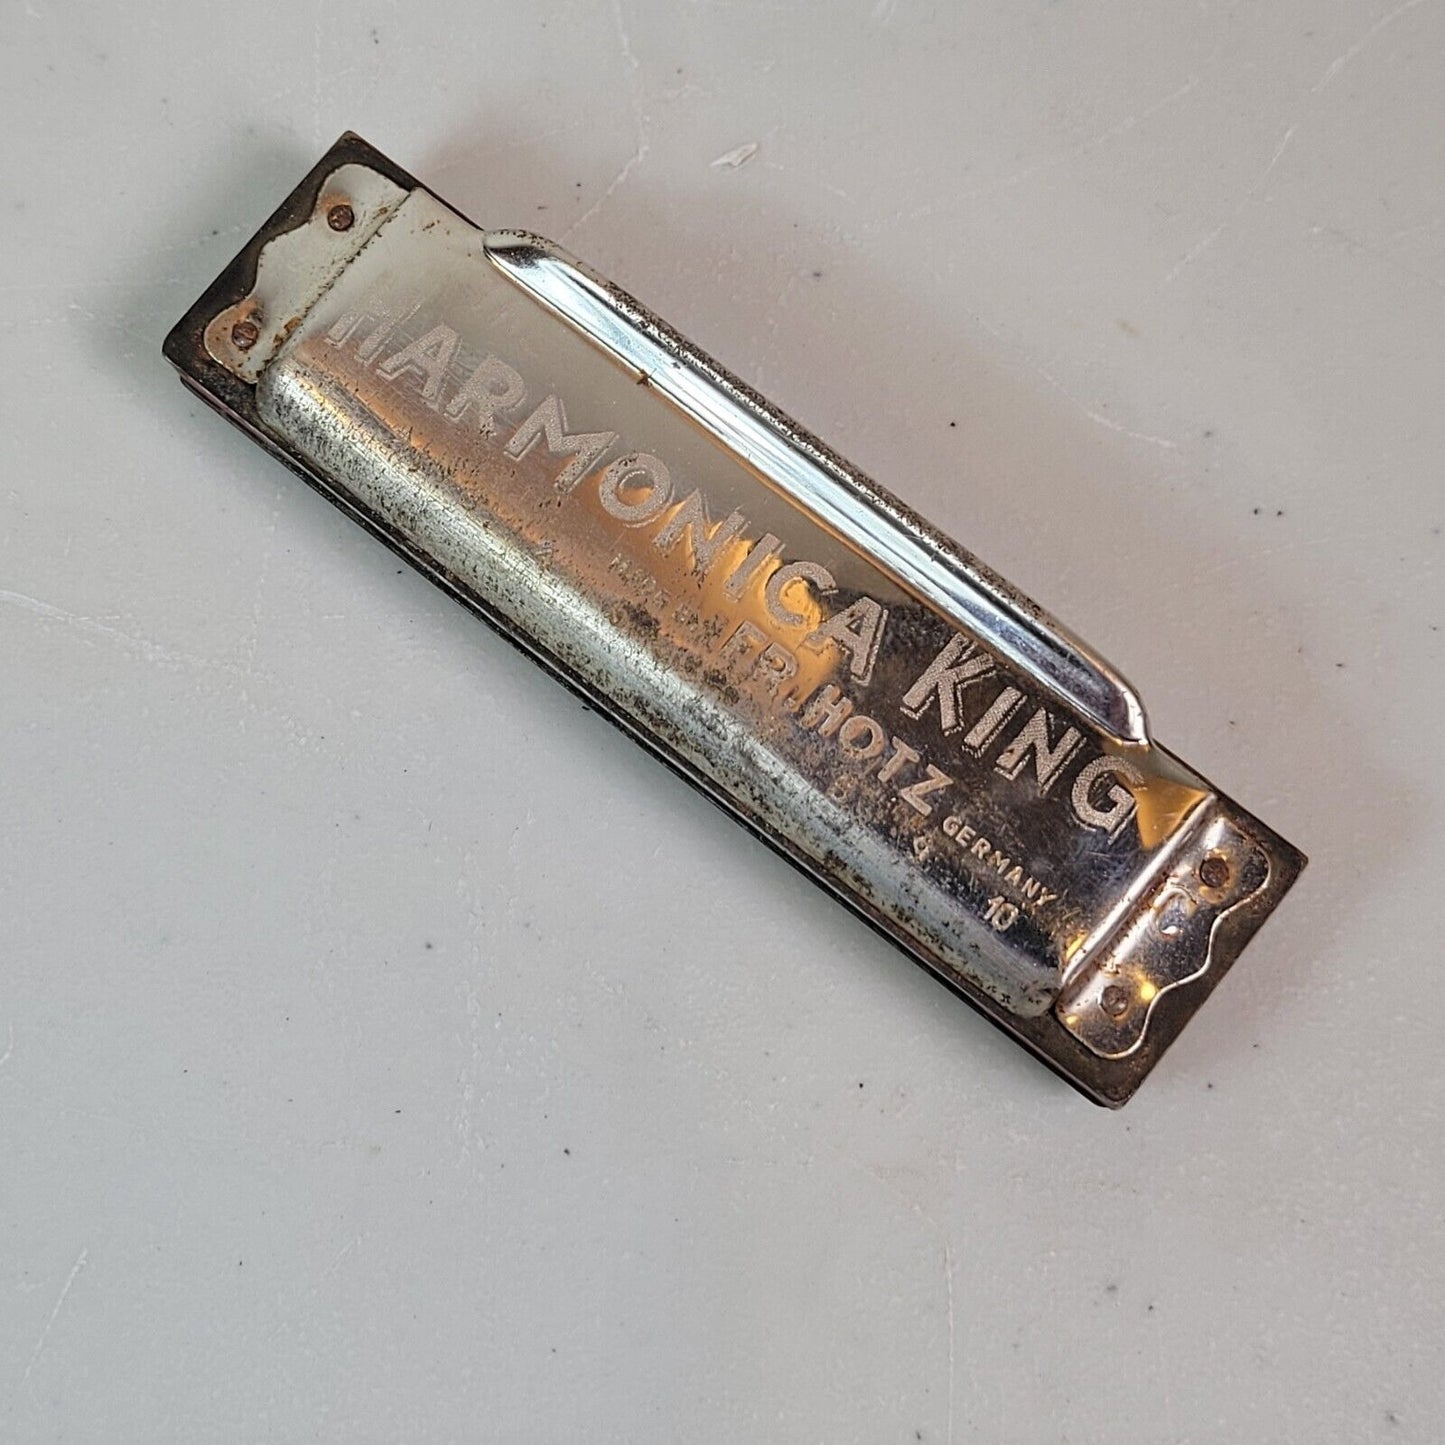 HARMONICA KING
MADE BY FR. HOTZ GERMANY
10
C